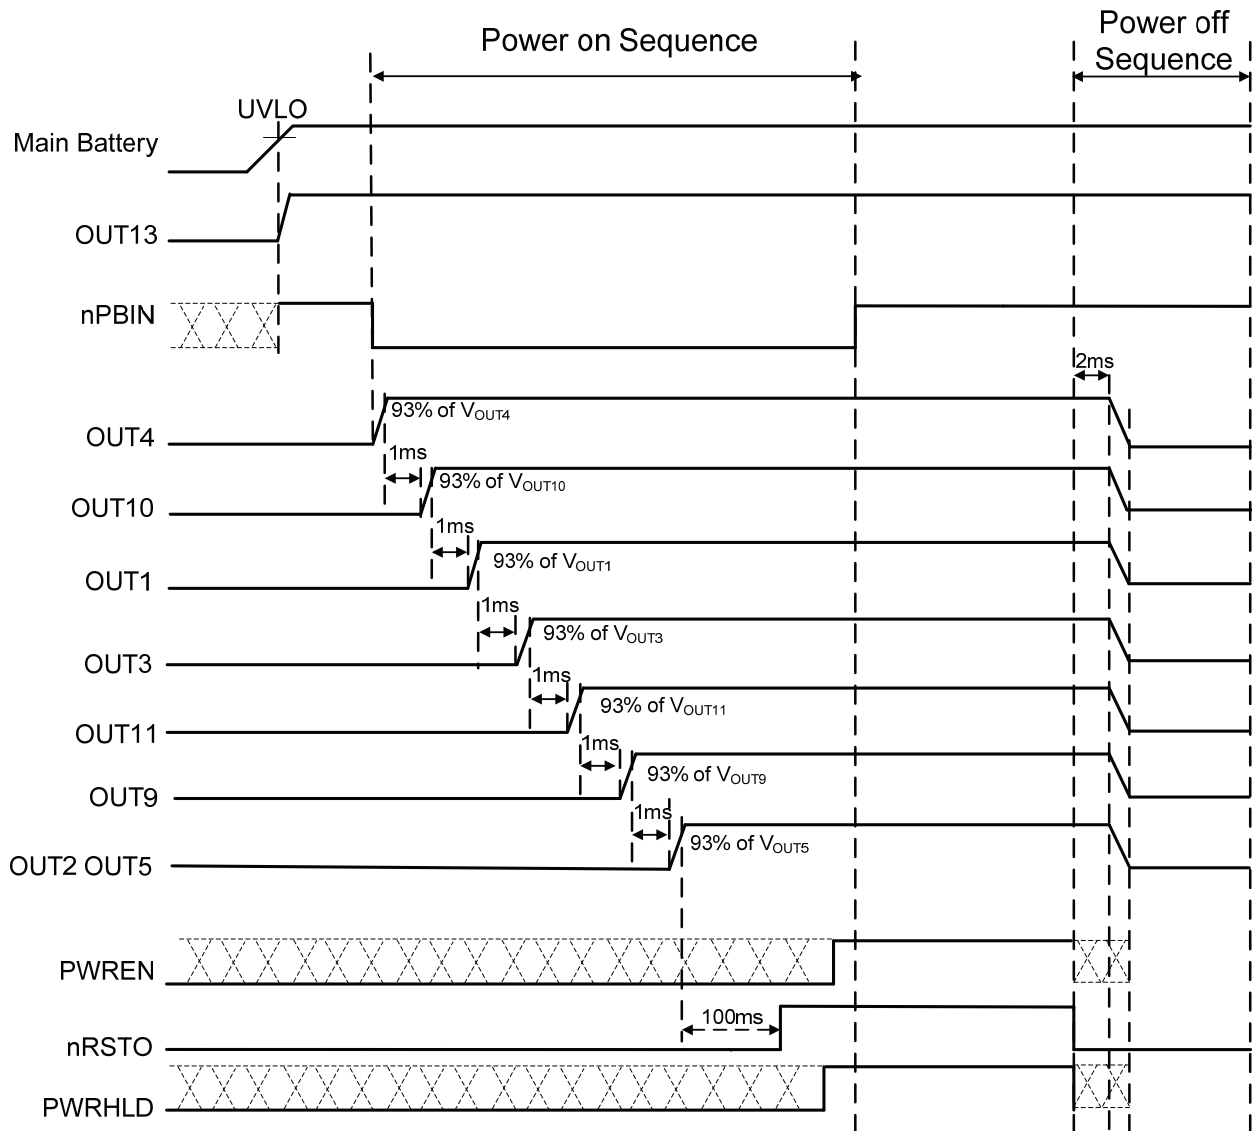 Power on Sequence
Power off
Sequence
UVLO
Main Battery
OUT13
nPBIN
2ms
93% of VOUT4
OUT4
1ms
93% of VOUT10
OUT10
1ms
93% of VOUT1
OUT1
1ms
93% of VOUT3
OUT3
1ms
93% of VOUT11
OUT11
1ms
93% of VOUT9
OUT9
1ms
93% of VOUT5
OUT2 OUT5
PWREN
100ms
nRSTO
PWRHLD